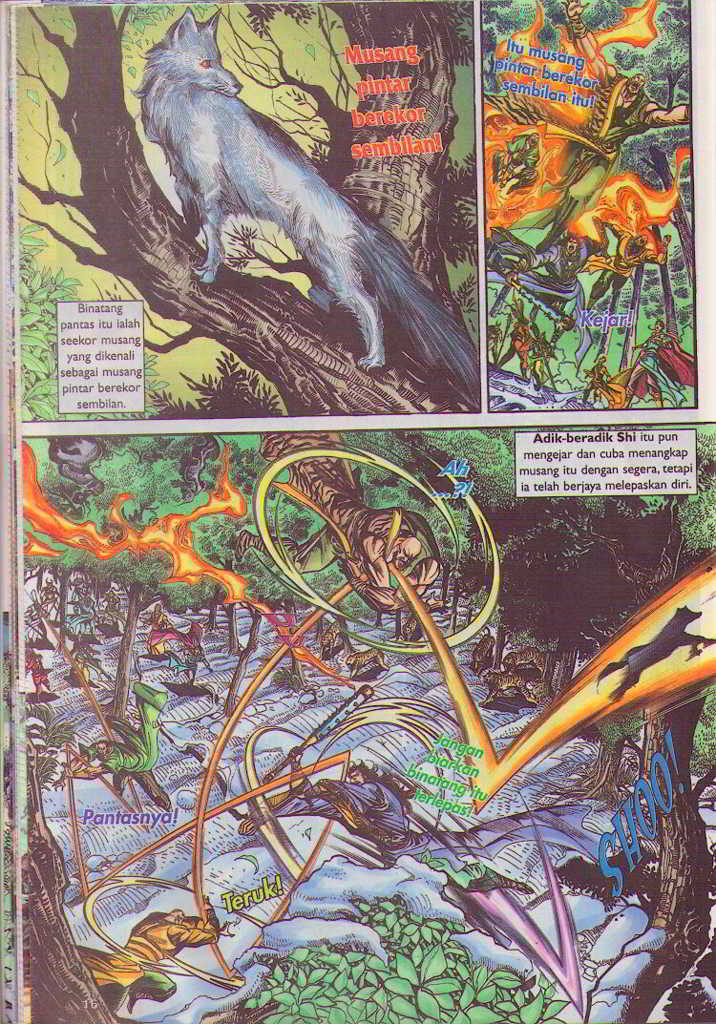 Musang
pintar
berekor
sembilan!
Binatang
pantas itu ialah
seekor musang
yang dikenali
sebagai musang
pintar berekor
sembilan.
Itu musang
pintar berekor
sembilan itu!
Kejar!
Adik-beradik Shi itu pun
mengejar dan cuba menangkap
musang itu dengan segera, tetapi
ia telah berjaya melepaskan diri.
Ah
...?!
Jangan
biarkan
binatang itu
terlepas!
Pantasnya!
SHOO!
Teruk!
16